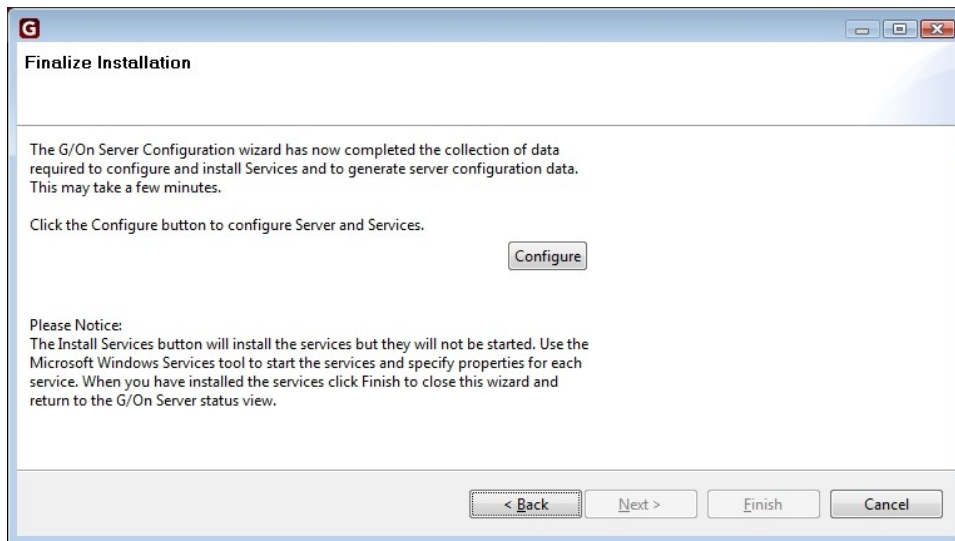 G
Finalize Installation
The G/On Server Configuration wizard has now completed the collection of data
required to configure and install Services and to generate server configuration data.
This may take a few minutes.
Click the Configure button to configure Server and Services.
Configure
Please Notice:
The Install Services button will install the services but they will not be started. Use the
Microsoft Windows Services tool to start the services and specify properties for each
service. When you have installed the services click Finish to close this wizard and
return to the G/On Server status view.
< Back Next > Finish Cancel